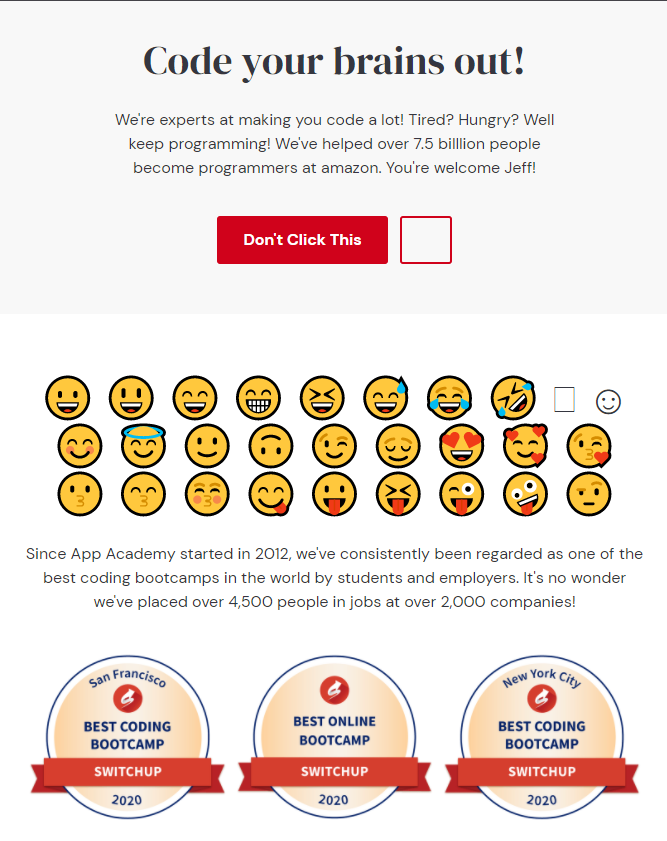 Code your brains out!
We're experts at making you code a lot! Tired? Hungry? Well
keep programming! We've helped over 7.5 billlion people
become programmers at amazon. You're welcome Jeff!
Don't Click This
Since App Academy started in 2012, we've consistently been regarded as one of the
best coding bootcamps in the world by students and employers. It's no wonder
we've placed over 4,500 people in jobs at over 2,000 companies!
San Francisco
BEST CODING
BOOTCAMP
SWITCHUP
2020
BEST ONLINE
BOOTCAMP
SWITCHUP
2020
New York City
BEST CODING
BOOTCAMP
SWITCHUP
2020